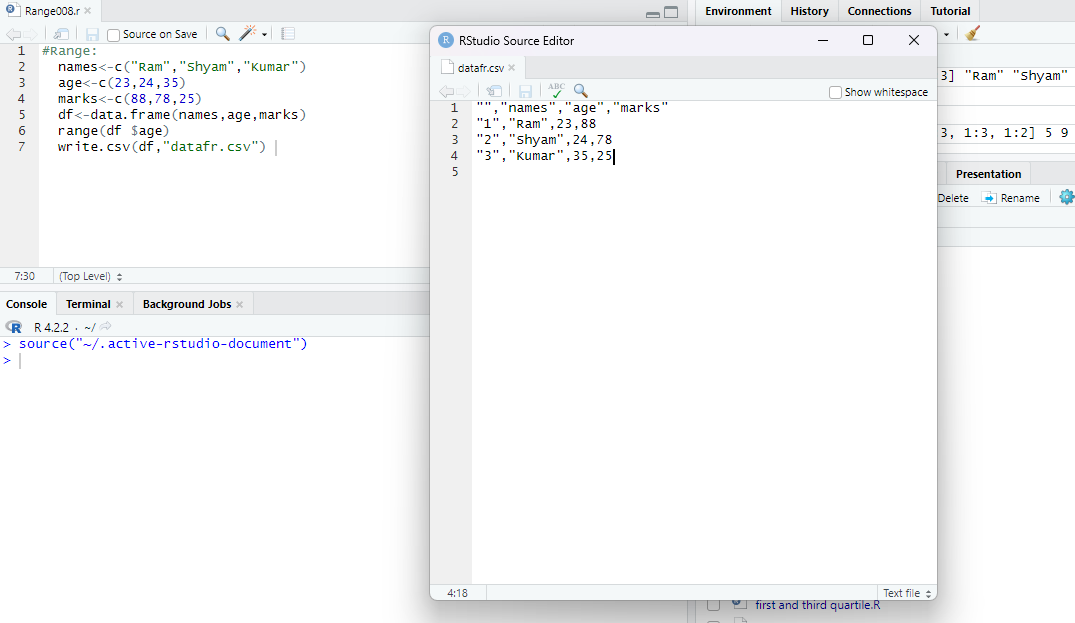 Range008.r
Source on Save
1 #Range:
2 names<-c("Ram","Shyam","Kumar")
3 age<-c(23,24,35)
4 marks<-c(88,78,25)
5 df<-data.frame(names,age,marks)
6 range(df $age)
7 write.csv(df,"datafr.csv")
7:30 (Top Level)
Console Terminal Background Jobs
R 4.2.2 · ~/
> source("~/.active-rstudio-document")
>
RStudio Source Editor
datafr.csv
ABC
Show whitespace
1 "","names","age","marks"
2 "1","Ram",23,88
3 "2","Shyam",24,78
4 "3","Kumar",35,25
5
4:18 Text file
Environment History Connections Tutorial
3] "Ram" "Shyam"
3, 1:3, 1:2] 5 9
Presentation
Delete Rename
first and third quartile.R